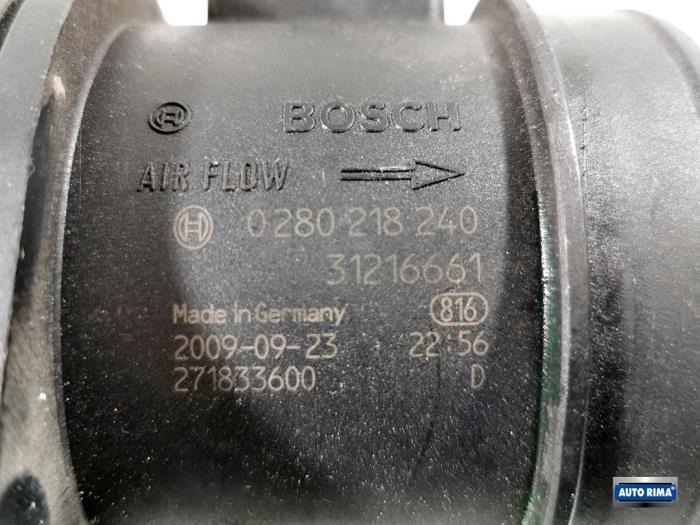 BOSCH
AIR FLOW
0 280 218 240
31216661
Made in Germany 816
2009-09-23 22:56
271833600 D
AUTO RIMA